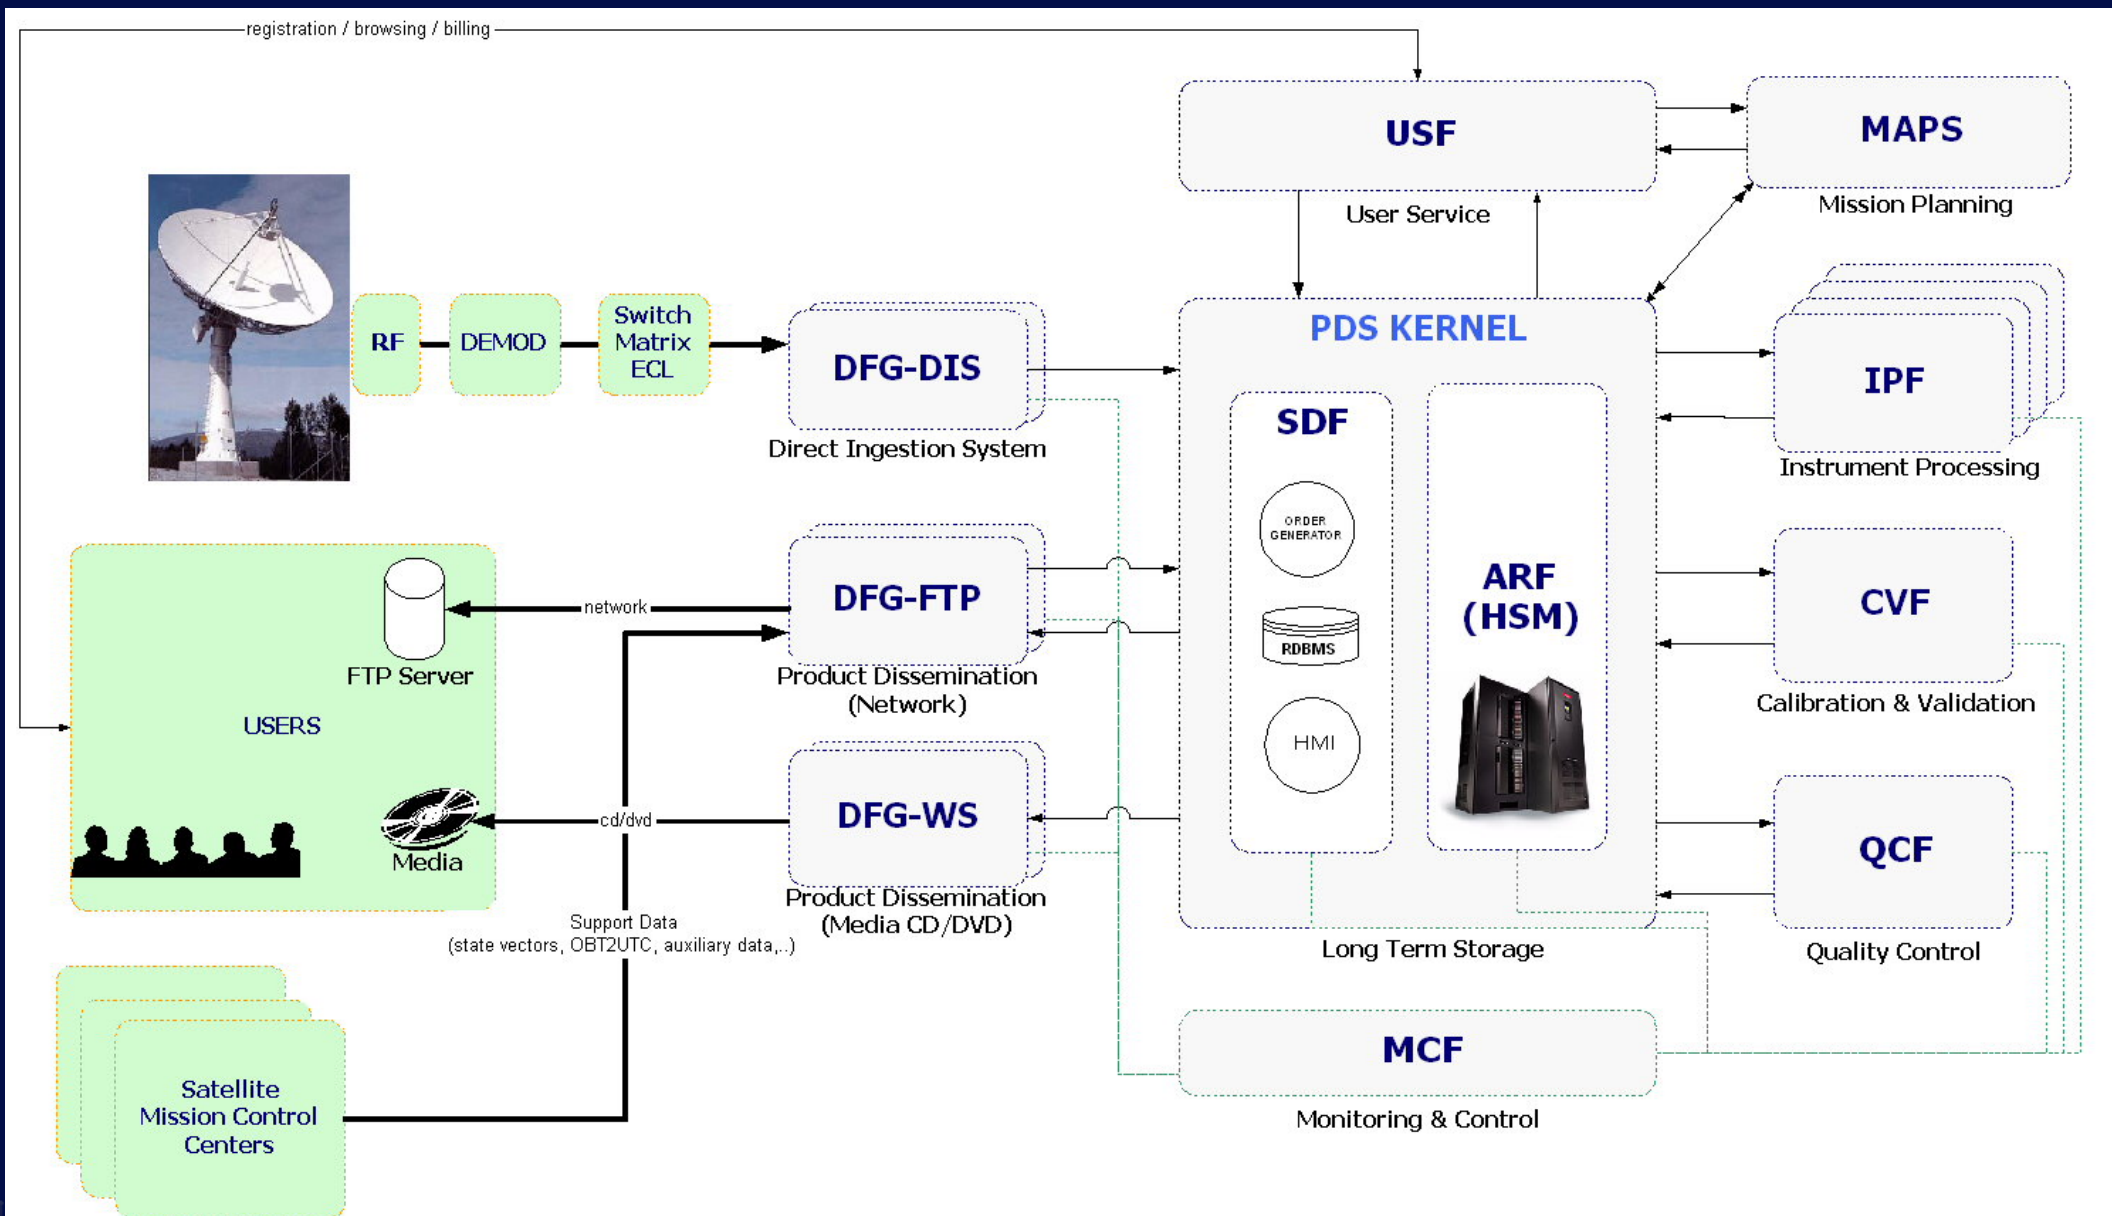 registration / browsing / billing
USF
User Service
MAPS
Mission Planning
RF
DEMOD
Switch
Matrix
ECL
DFG-DIS
Direct Ingestion System
PDS KERNEL
SDF
ORDER
GENERATOR
RDBMS
HMI
ARF
(HSM)
Long Term Storage
IPF
Instrument Processing
FTP Server
USERS
Media
network
cd/dvd
DFG-FTP
Product Dissemination
(Network)
DFG-WS
Product Dissemination
(Media CD/DVD)
CVF
Calibration & Validation
QCF
Quality Control
Support Data
(state vectors, OBT2UTC, auxiliary data,..)
Satellite
Mission Control
Centers
MCF
Monitoring & Control